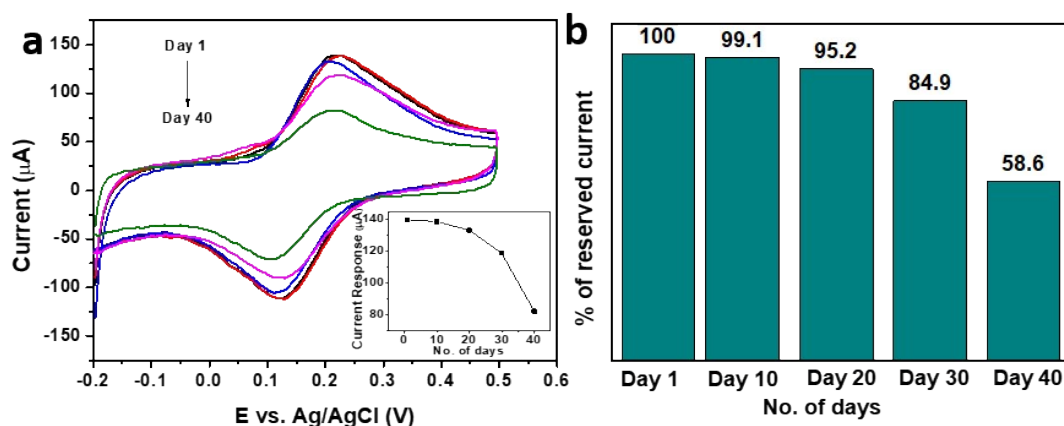 a
Day 1
Day 40
Current (μA)
150
100
50
0
-50
-100
-150
-0.2 -0.1 0.0 0.1 0.2 0.3 0.4 0.5 0.6
E vs. Ag/AgCl (V)
Current Response μA)
140
120
100
80
0 10 20 30 40
No. of days
b
% of reserved current
100
99.1
95.2
84.9
58.6
Day 1 Day 10 Day 20 Day 30 Day 40
No. of days